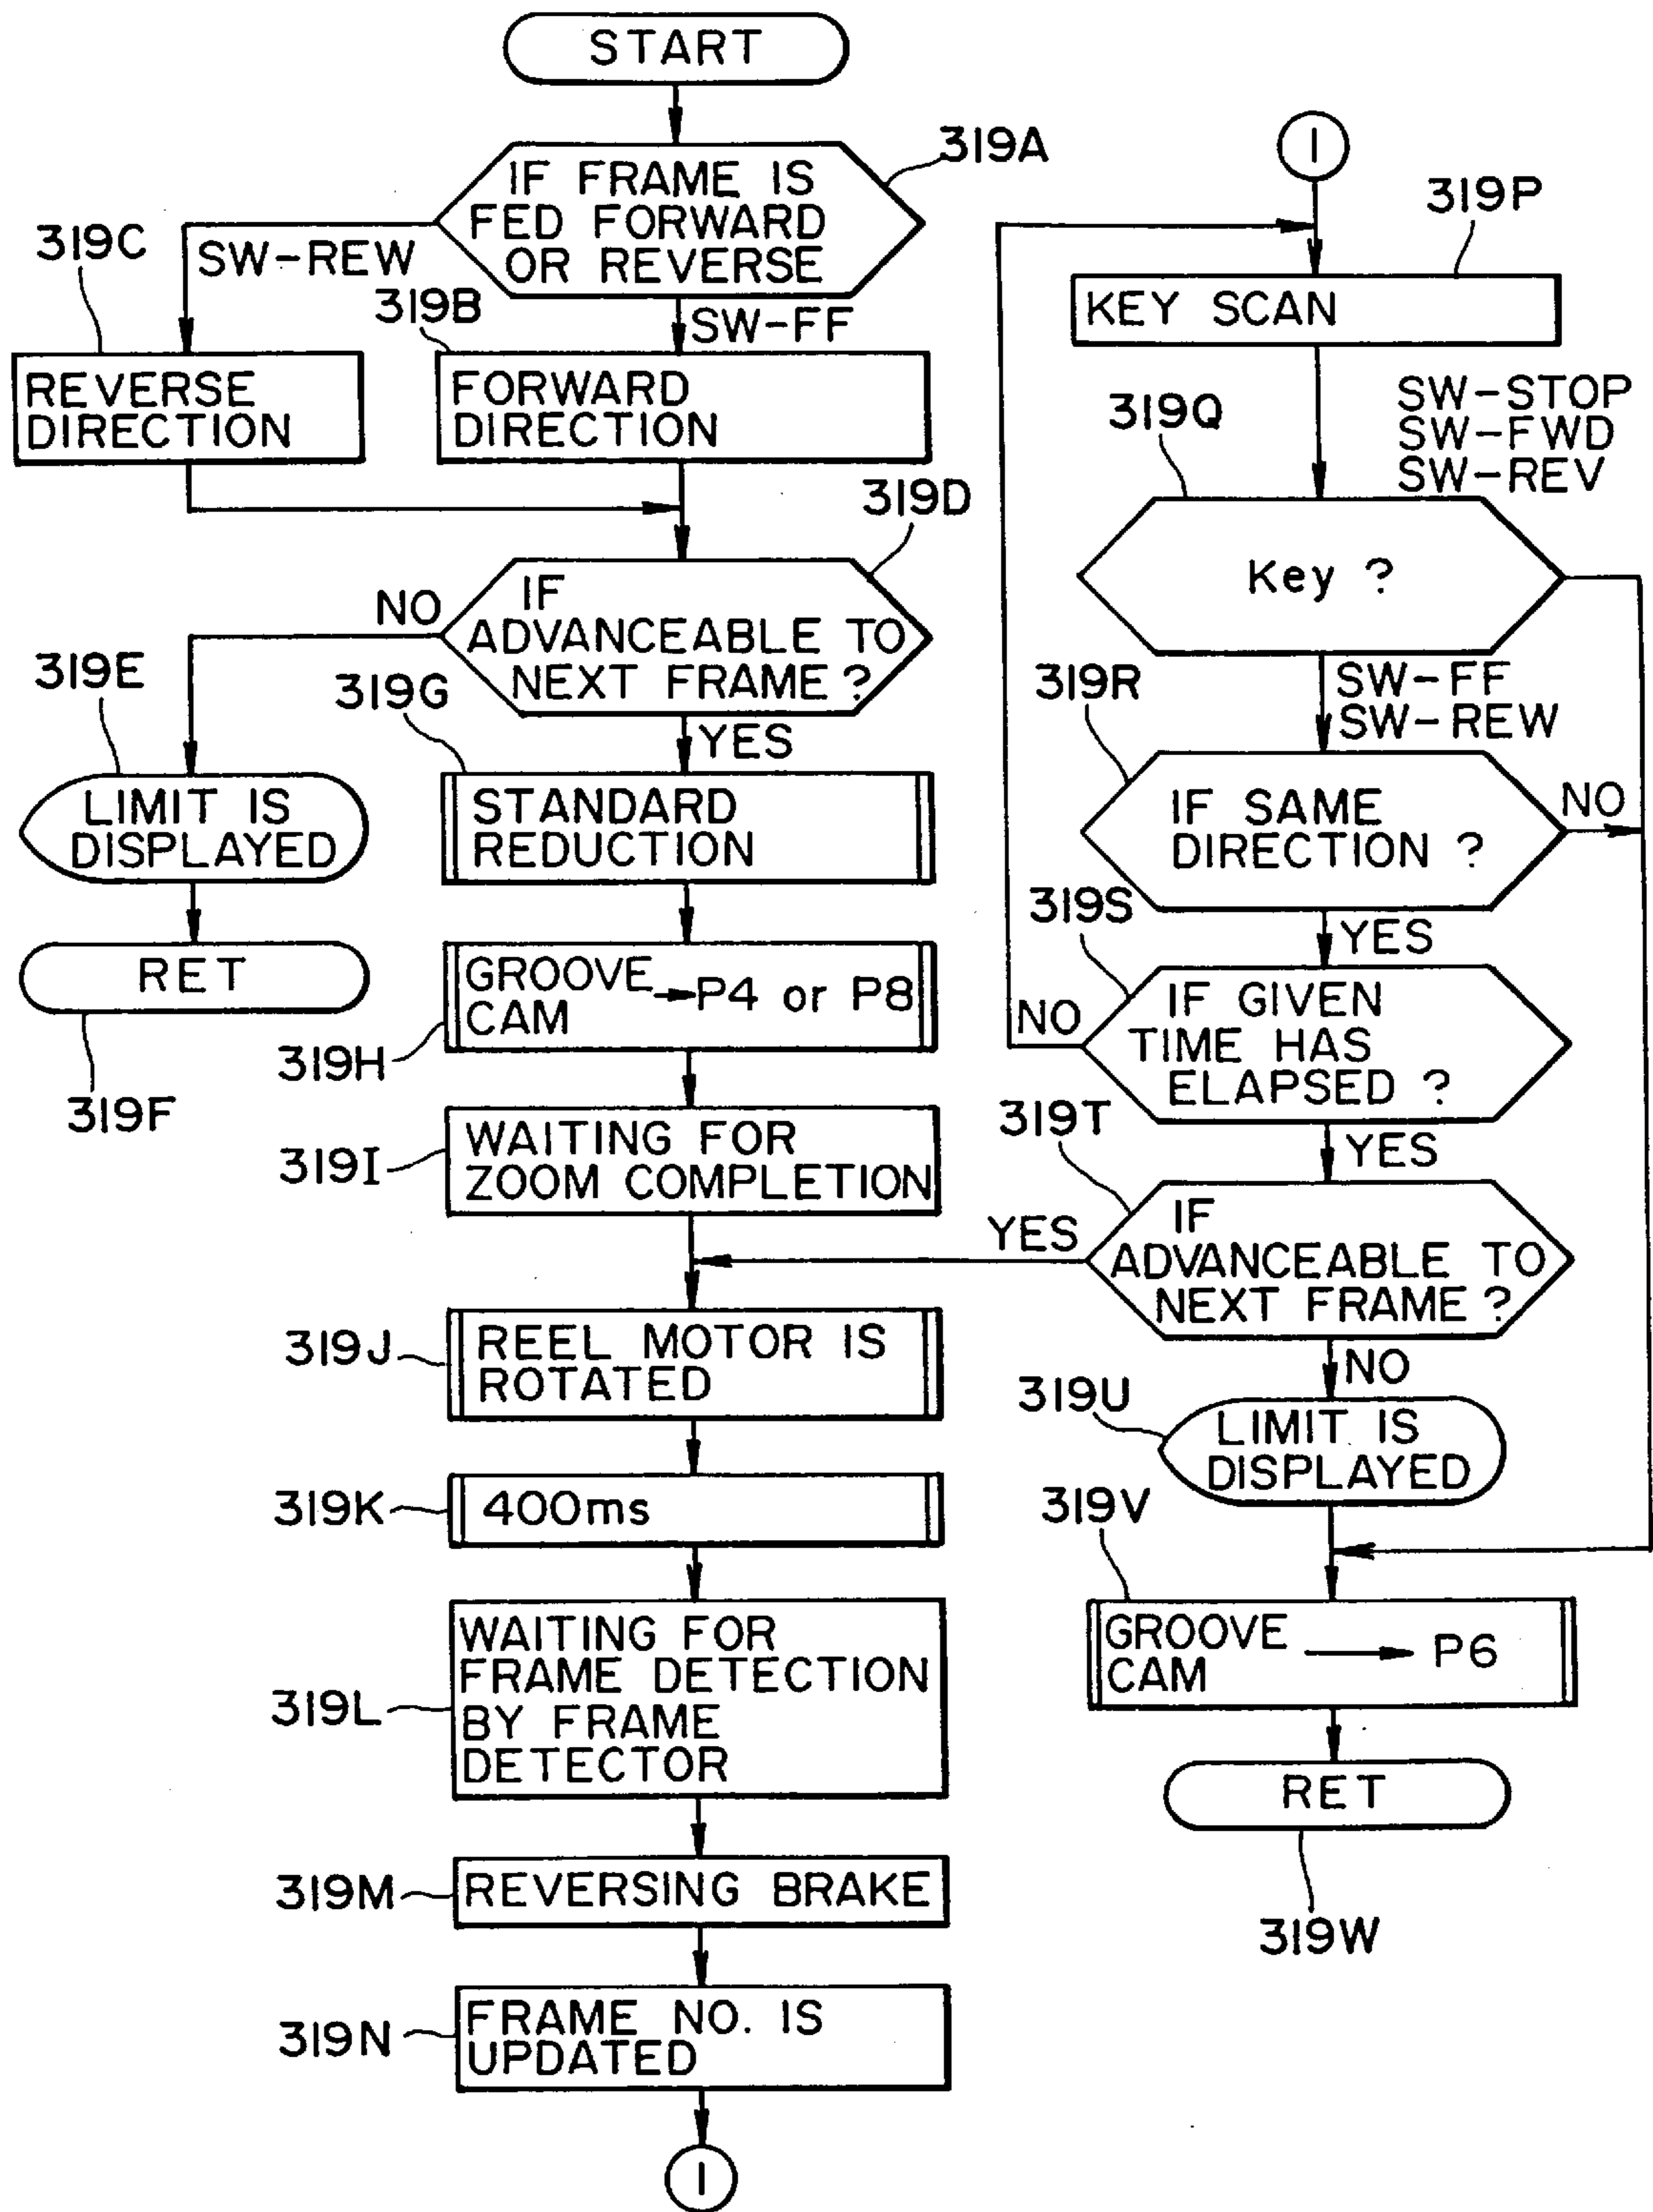 START
319A
IF FRAME IS
FED FORWARD
OR REVERSE
319C
SW-REW
319B
SW-FF
REVERSE
DIRECTION
FORWARD
DIRECTION
319D
NO
IF
ADVANCEABLE TO
NEXT FRAME ?
319E
319G
YES
LIMIT IS
DISPLAYED
STANDARD
REDUCTION
RET
319F
GROOVE
CAM
→P4 or P8
319H
WAITING FOR
ZOOM COMPLETION
319I
REEL MOTOR IS
ROTATED
319J
400ms
319K
WAITING FOR
FRAME DETECTION
BY FRAME
DETECTOR
319L
REVERSING BRAKE
319M
FRAME NO. IS
UPDATED
319N
1
1
319P
KEY SCAN
319Q
SW-STOP
SW-FWD
SW-REV
Key ?
319R
SW-FF
SW-REW
IF SAME
DIRECTION ?
NO
319S
YES
IF GIVEN
TIME HAS
ELAPSED ?
NO
319T
YES
IF
ADVANCEABLE TO
NEXT FRAME ?
YES
NO
319U
LIMIT IS
DISPLAYED
319V
GROOVE
CAM
→ P6
RET
319W